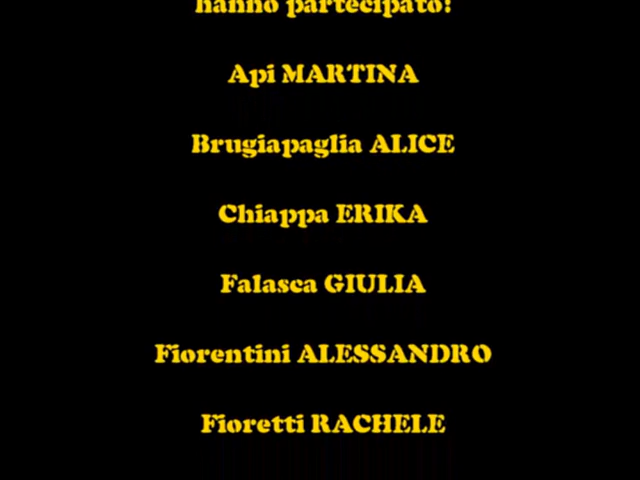 hanno partecipato:
Api MARTINA
Brugiapaglia ALICE
Chiappa ERIKA
Falasca GIULIA
Fiorentini ALESSANDRO
Fioretti RACHELE